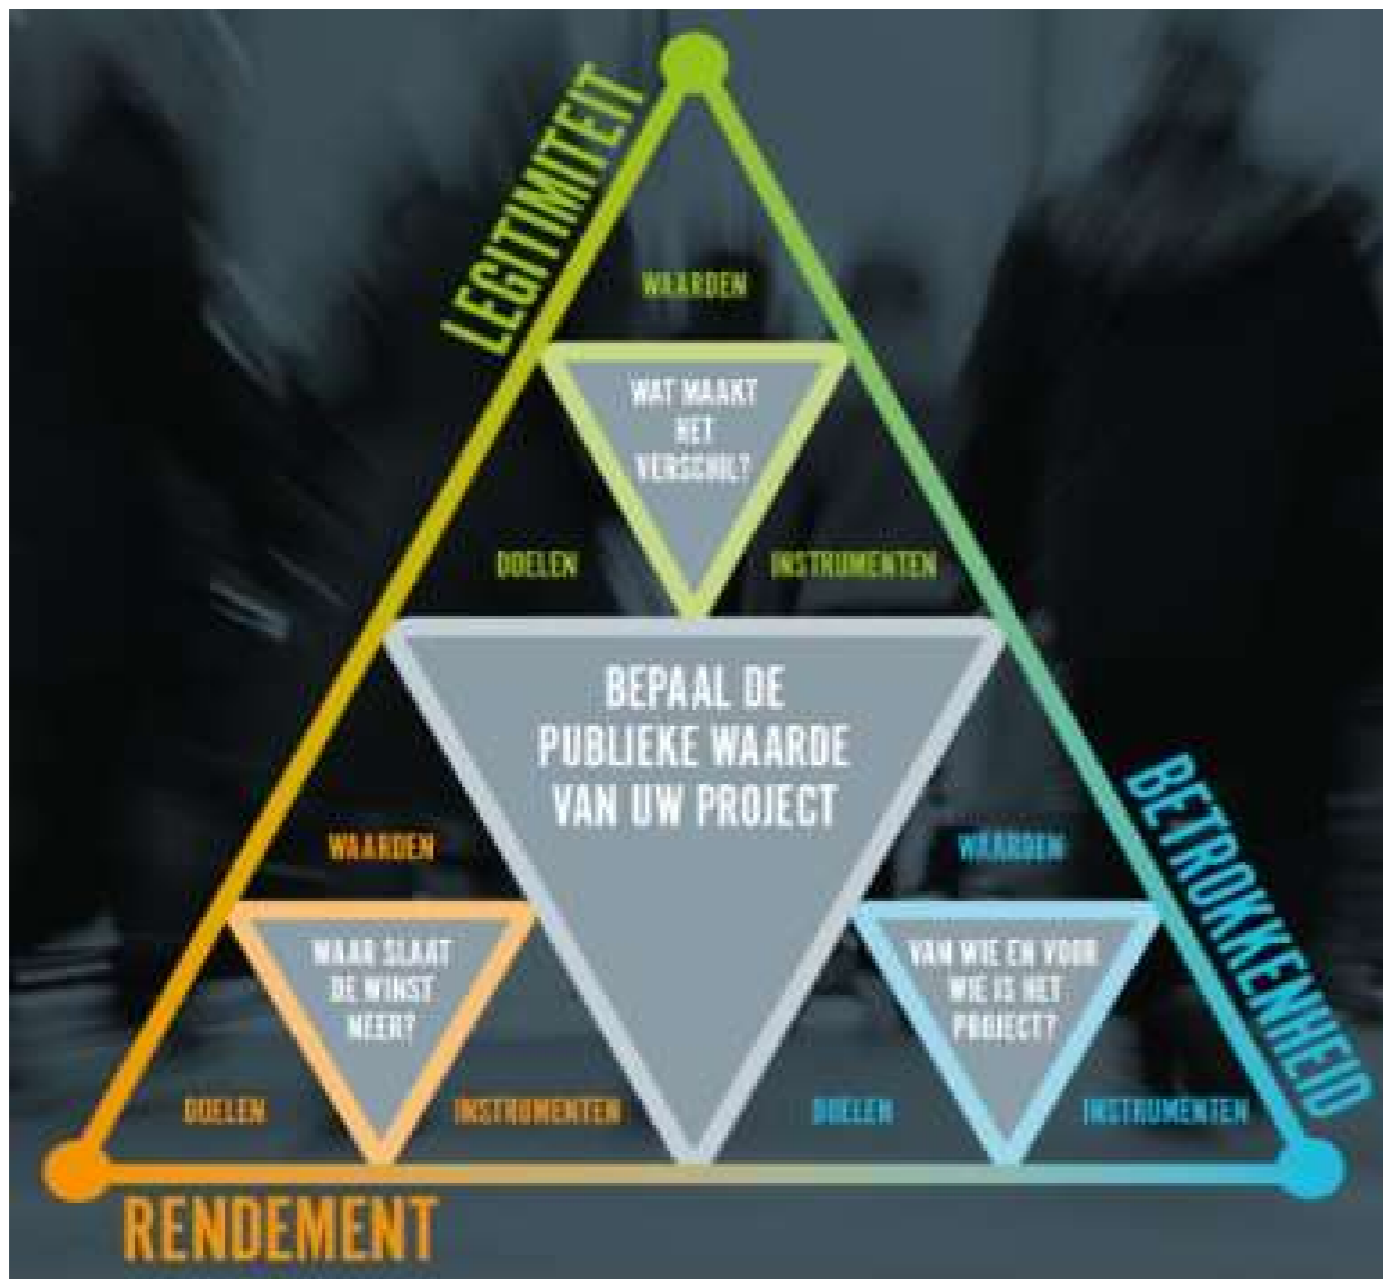 LEGITIMITEIT
WAARDEN
WAT MAAKT
HET
VERSCHIL?
DOELEN
INSTRUMENTEN
BEPAAL DE
PUBLIEKE WAARDE
VAN UW PROJECT
BETROKKENHEID
WAARDEN
WAAR SLAAT
DE WINST
NEER?
DOELEN
INSTRUMENTEN
WAARDEN
VAN WIE EN VOOR
WIE IS HET
PROJECT?
DOELEN
INSTRUMENTEN
RENDEMENT